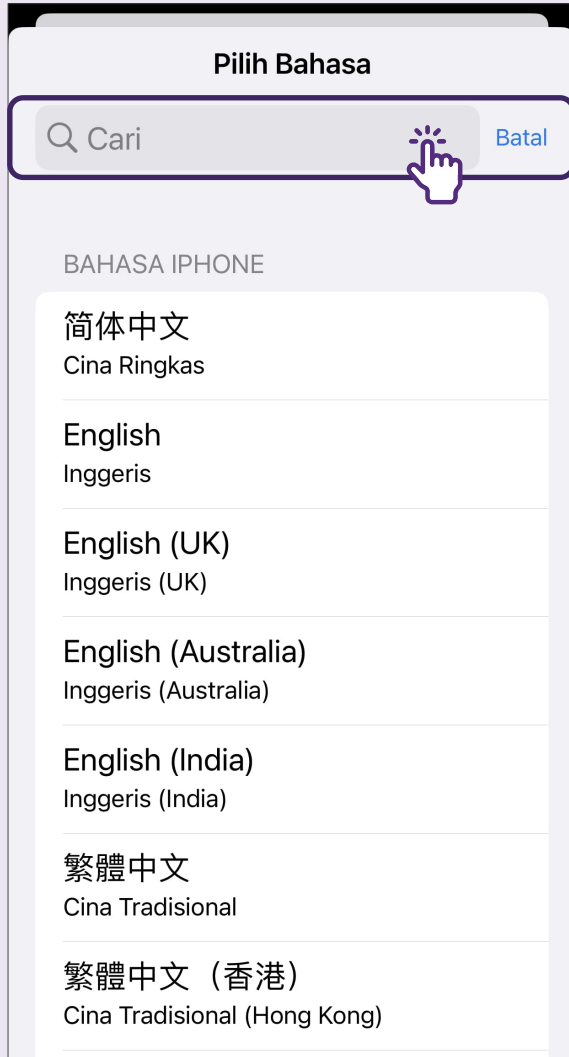 Pilih Bahasa
Cari
Batal
BAHASA IPHONE
简体中文
Cina Ringkas
English
Inggeris
English (UK)
Inggeris (UK)
English (Australia)
Inggeris (Australia)
English (India)
Inggeris (India)
繁體中文
Cina Tradisional
繁體中文（香港）
Cina Tradisional (Hong Kong)